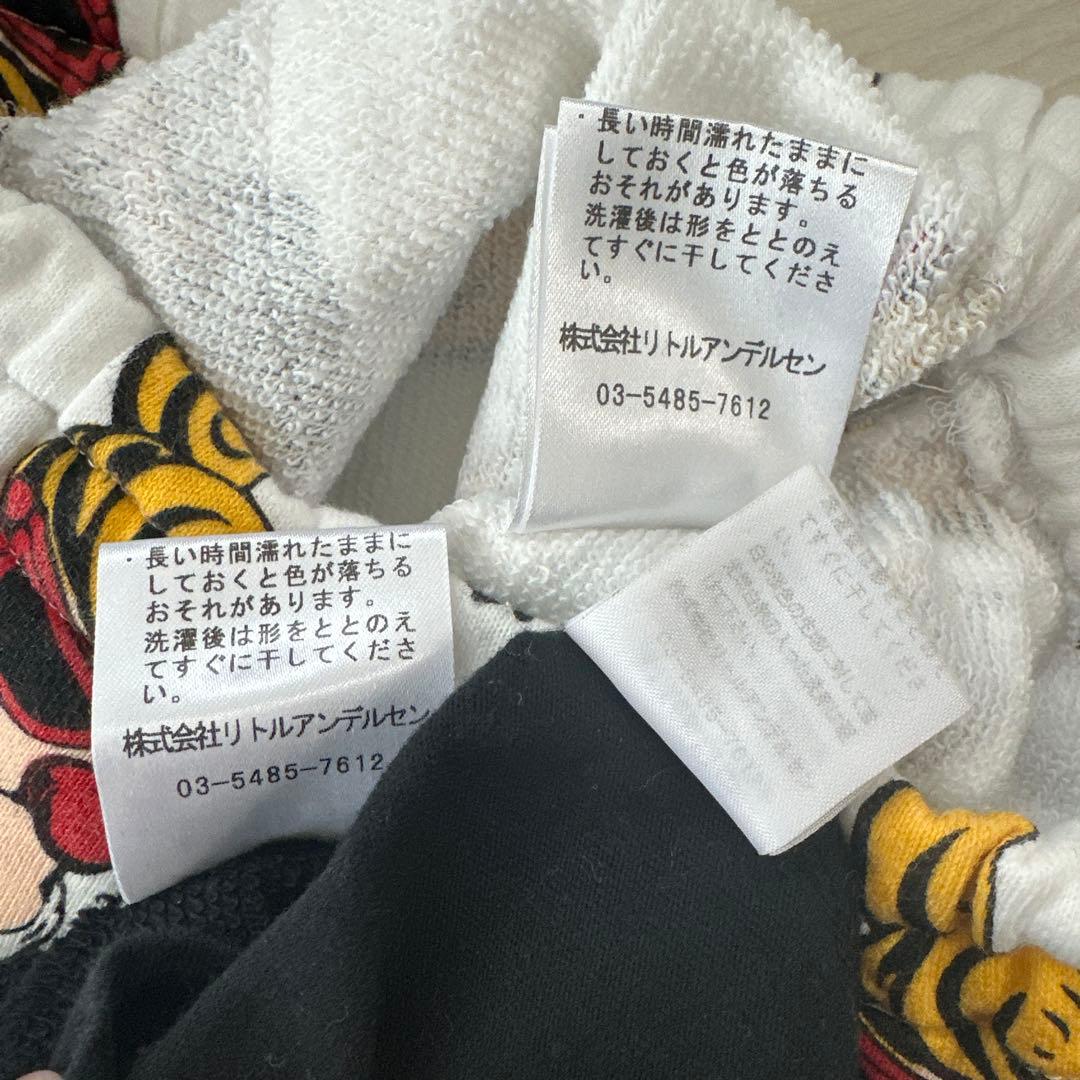 ・長い時間濡れたままに
しておくと色が落ちる
おそれがあります。
洗濯後は形をととのえ
てすぐに干してくださ
い。
株式会社リトルアンデルセン
03-5485-7612
・長い時間濡れたままに
しておくと色が落ちる
おそれがあります。
洗濯後は形をととのえ
てすぐに干してくださ
い。
株式会社リトルアンデルセン
03-5485-7612